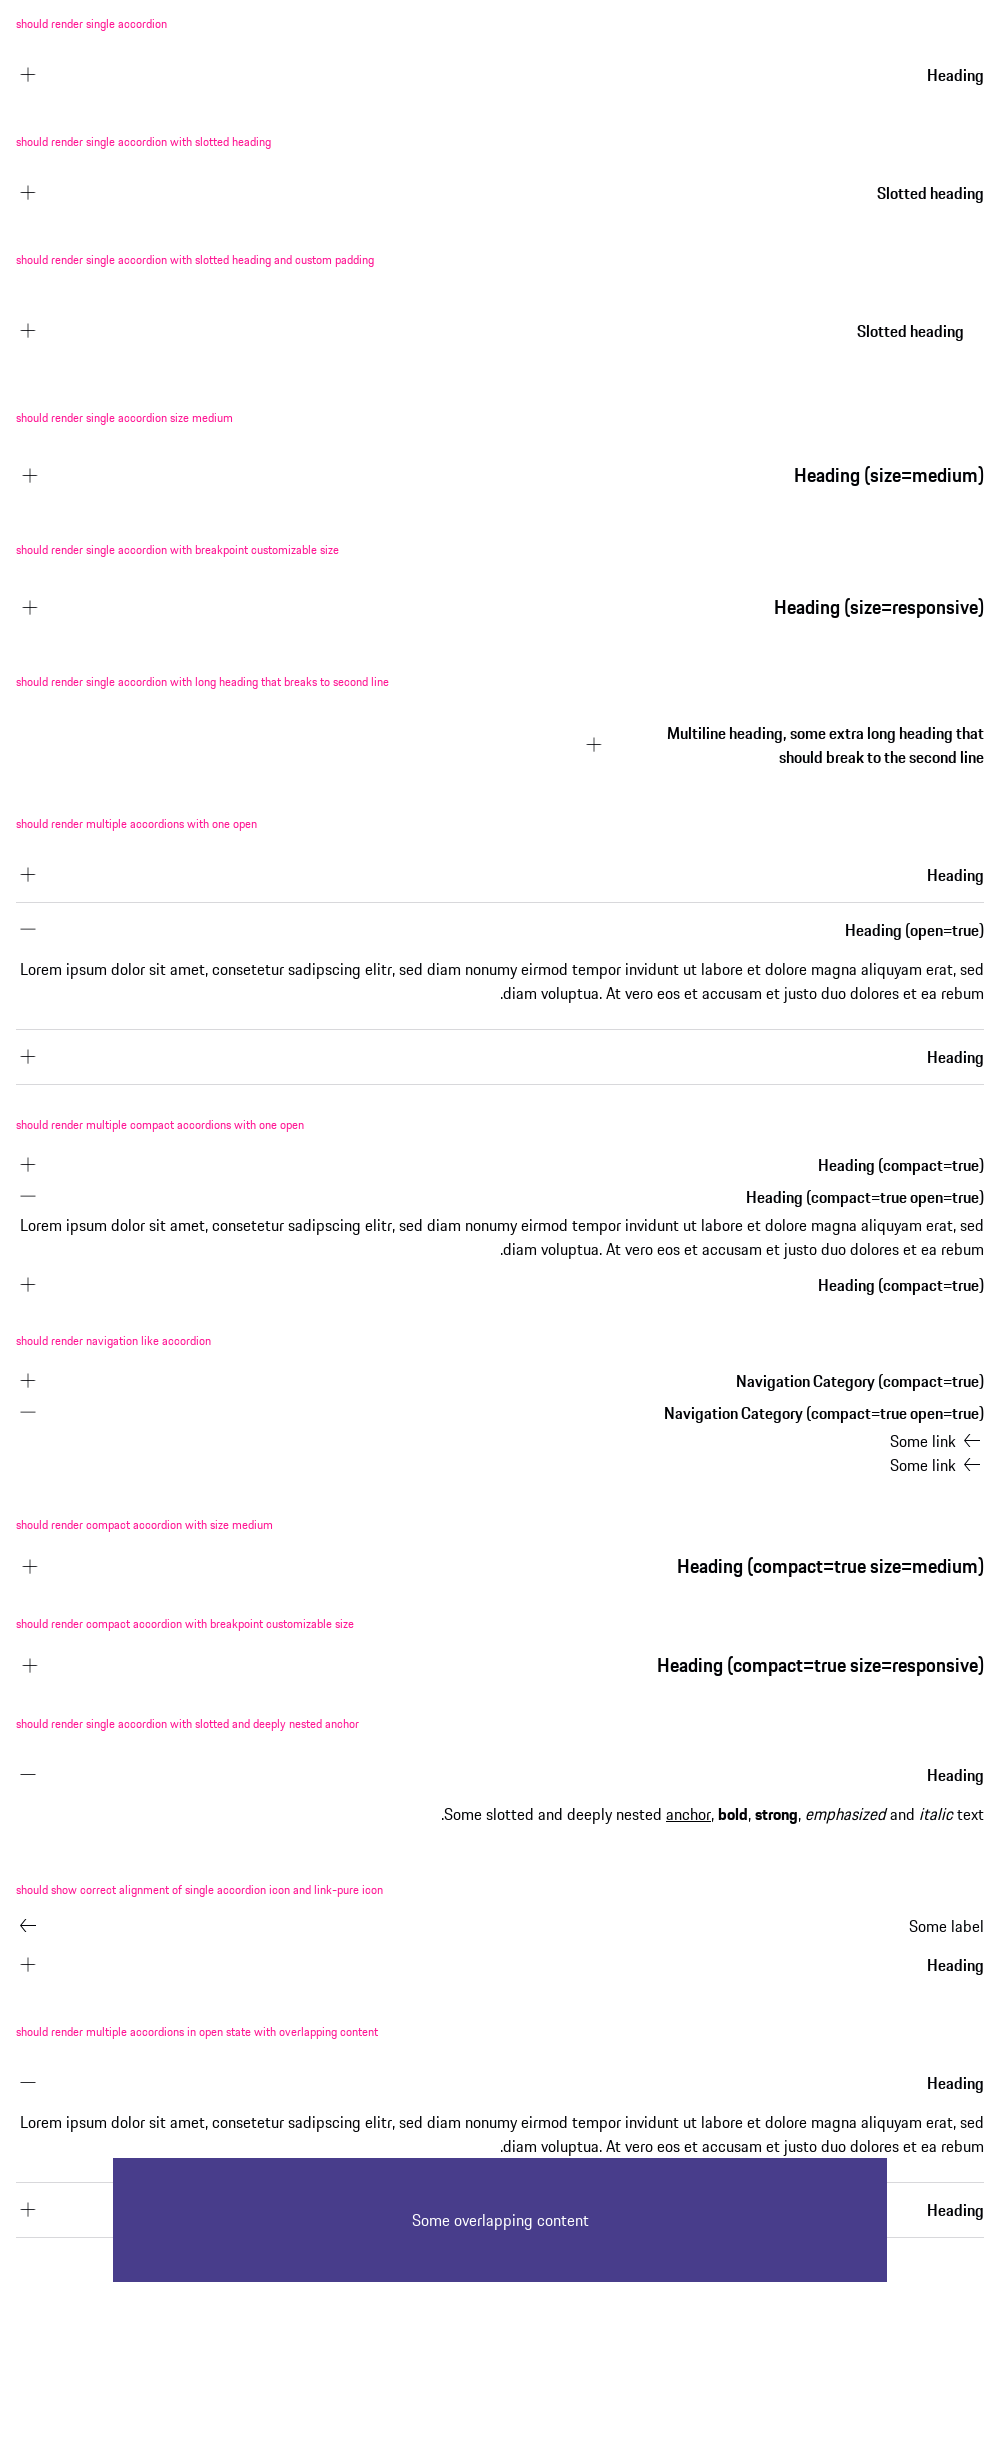 should render single accordion
Heading
should render single accordion with slotted heading
Slotted heading
should render single accordion with slotted heading and custom padding
Slotted heading
should render single accordion size medium
Heading (size=medium)
should render single accordion with breakpoint customizable size
Heading (size=responsive)
should render single accordion with long heading that breaks to second line
Multiline heading, some extra long heading that
should break to the second line
should render multiple accordions with one open
Heading
Heading (open=true)
Lorem ipsum dolor sit amet, consetetur sadipscing elitr, sed diam nonumy eirmod tempor invidunt ut labore et dolore magna aliquyam erat, sed
.diam voluptua. At vero eos et accusam et justo duo dolores et ea rebum
Heading
should render multiple compact accordions with one open
Heading (compact=true)
Heading (compact=true open=true)
Lorem ipsum dolor sit amet, consetetur sadipscing elitr, sed diam nonumy eirmod tempor invidunt ut labore et dolore magna aliquyam erat, sed
.diam voluptua. At vero eos et accusam et justo duo dolores et ea rebum
Heading (compact=true)
should render navigation like accordion
Navigation Category (compact=true)
Navigation Category (compact=true open=true)
Some link
Some link
should render compact accordion with size medium
Heading (compact=true size=medium)
should render compact accordion with breakpoint customizable size
Heading (compact=true size=responsive)
should render single accordion with slotted and deeply nested anchor
Heading
.Some slotted and deeply nested anchor, bold, strong, emphasized and italic text
should show correct alignment of single accordion icon and link-pure icon
Some label
Heading
should render multiple accordions in open state with overlapping content
Heading
Lorem ipsum dolor sit amet, consetetur sadipscing elitr, sed diam nonumy eirmod tempor invidunt ut labore et dolore magna aliquyam erat, sed
.diam voluptua. At vero eos et accusam et justo duo dolores et ea rebum
Heading
Some overlapping content